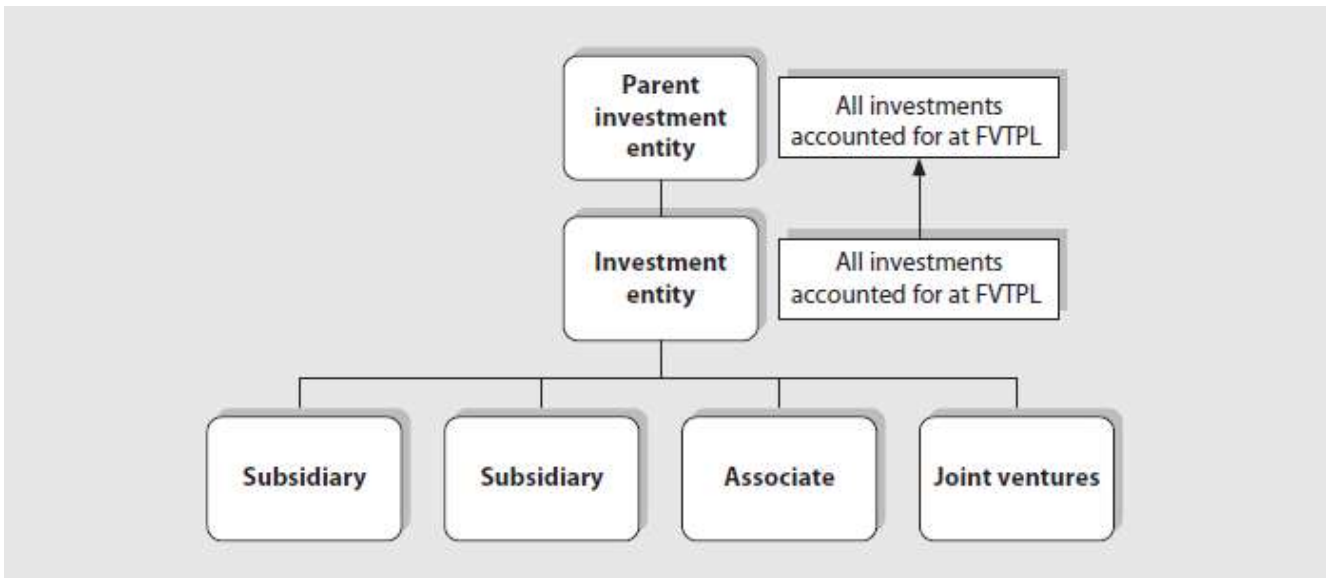 Parent
investment
entity
All investments
accounted for at FVTPL
Investment
entity
All investments
accounted for at FVTPL
Subsidiary
Subsidiary
Associate
Joint ventures